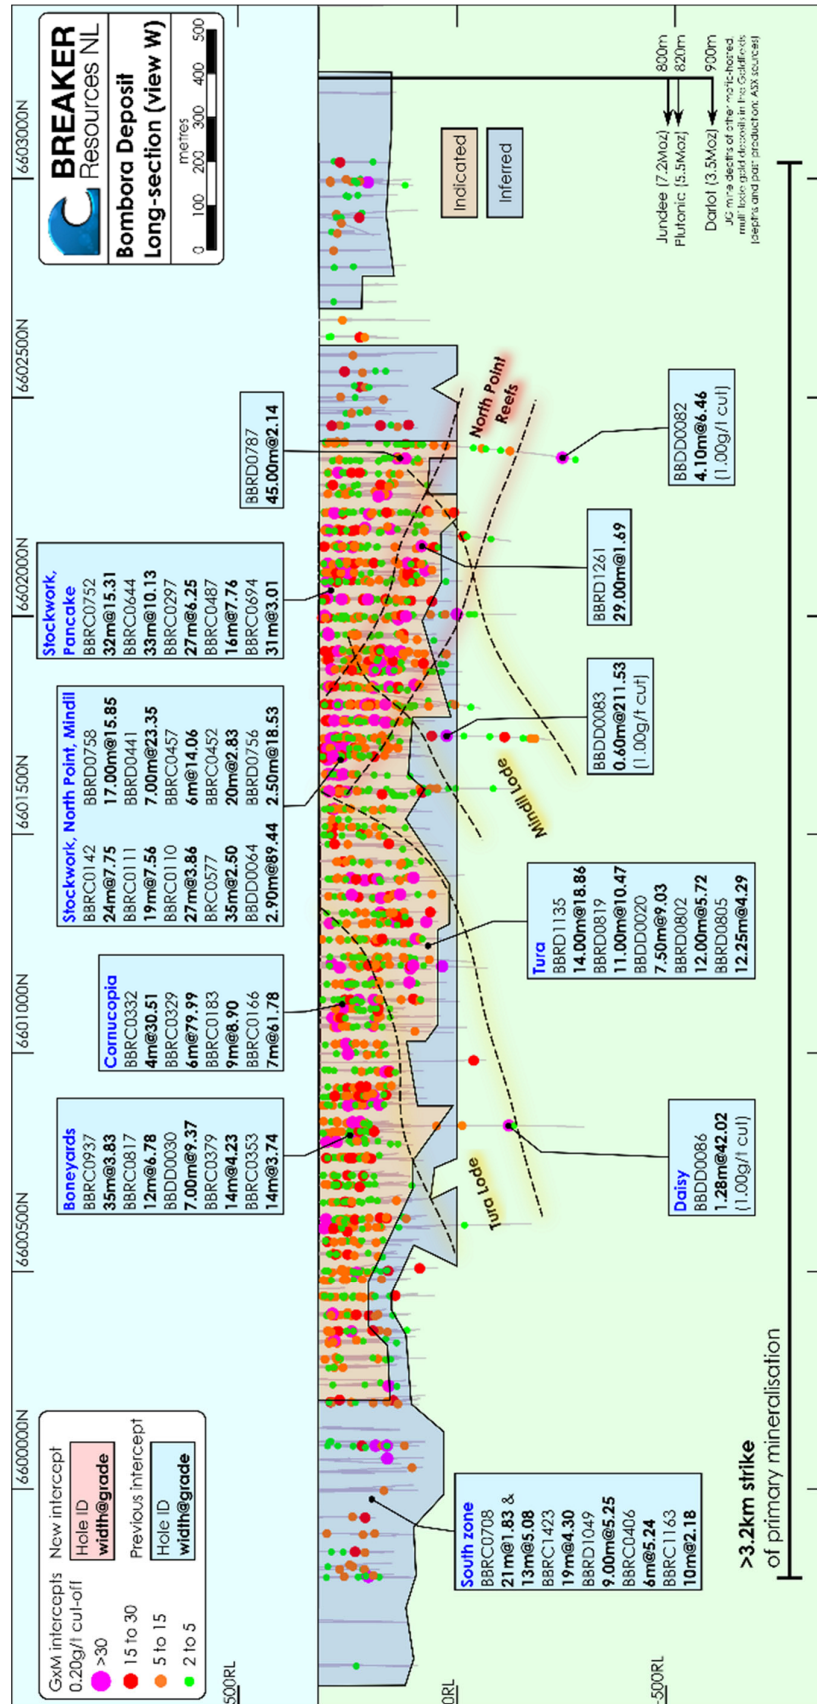 GxM intercepts
0.20g/t cut-off
>30
15 to 30
5 to 15
2 to 5
New intercept
Hole ID
width@grade
Previous intercept
Hole ID
width@grade
BREAKER
Resources NL
Bombora Deposit
Long-section (view W)
0 100 200 300 400 500
metres
6600000N
6600500N
6601000N
6601500N
6602000N
6602500N
6603000N
500RL
0RL
-500RL
Boneyards
BBRC0937
35m@3.83
BBRC0817
12m@6.78
BBDD0030
7.00m@9.37
BBRC0379
14m@4.23
BBRC0353
14m@3.74
Cornucopia
BBRC0332
4m@30.51
BBRC0329
6m@79.99
BBRC0183
9m@8.90
BBRC0166
7m@61.78
Stockwork, North Point, Mindil
BBRC0142
24m@7.75
BBRC0111
19m@7.56
BBRC0110
27m@3.86
BRC0577
35m@2.50
BBDD0064
2.90m@89.44
BBRD0758
17.00m@15.85
BBRD0441
7.00m@23.35
BBRC0457
6m@14.06
BBRC0452
20m@2.83
BBRD0756
2.50m@18.53
Stockwork,
Pancake
BBRC0752
32m@15.31
BBRC0644
33m@10.13
BBRC0297
27m@6.25
BBRC0487
16m@7.76
BBRC0694
31m@3.01
BBRD0787
45.00m@2.14
Indicated
Inferred
Tura Lode
Mindil Lode
North Point
Reefs
South zone
BBRC0708
21m@1.83 &
13m@5.08
BBRC1423
19m@4.30
BBRD1049
9.00m@5.25
BBRC0406
6m@5.24
BBRC1163
10m@2.18
Daisy
BBDD0086
1.28m@42.02
(1.00g/t cut)
Tura
BBRD1135
14.00m@18.86
BBRD0819
11.00m@10.47
BBDD0020
7.50m@9.03
BBRD0802
12.00m@5.72
BBRD0805
12.25m@4.29
BBDD0083
0.60m@211.53
(1.00g/t cut)
BBRD1261
29.00m@1.69
BBDD0082
4.10m@6.46
(1.00g/t cut)
Jundee (7.2Moz) 800m
Plutonic (5.5Moz) 820m
Darlot (3.5Moz) 900m
UG mine depths of other mafic-hosted,
multi lode gold deposits in the Goldfields
(depths and past production: ASX sources)
>3.2km strike
of primary mineralisation